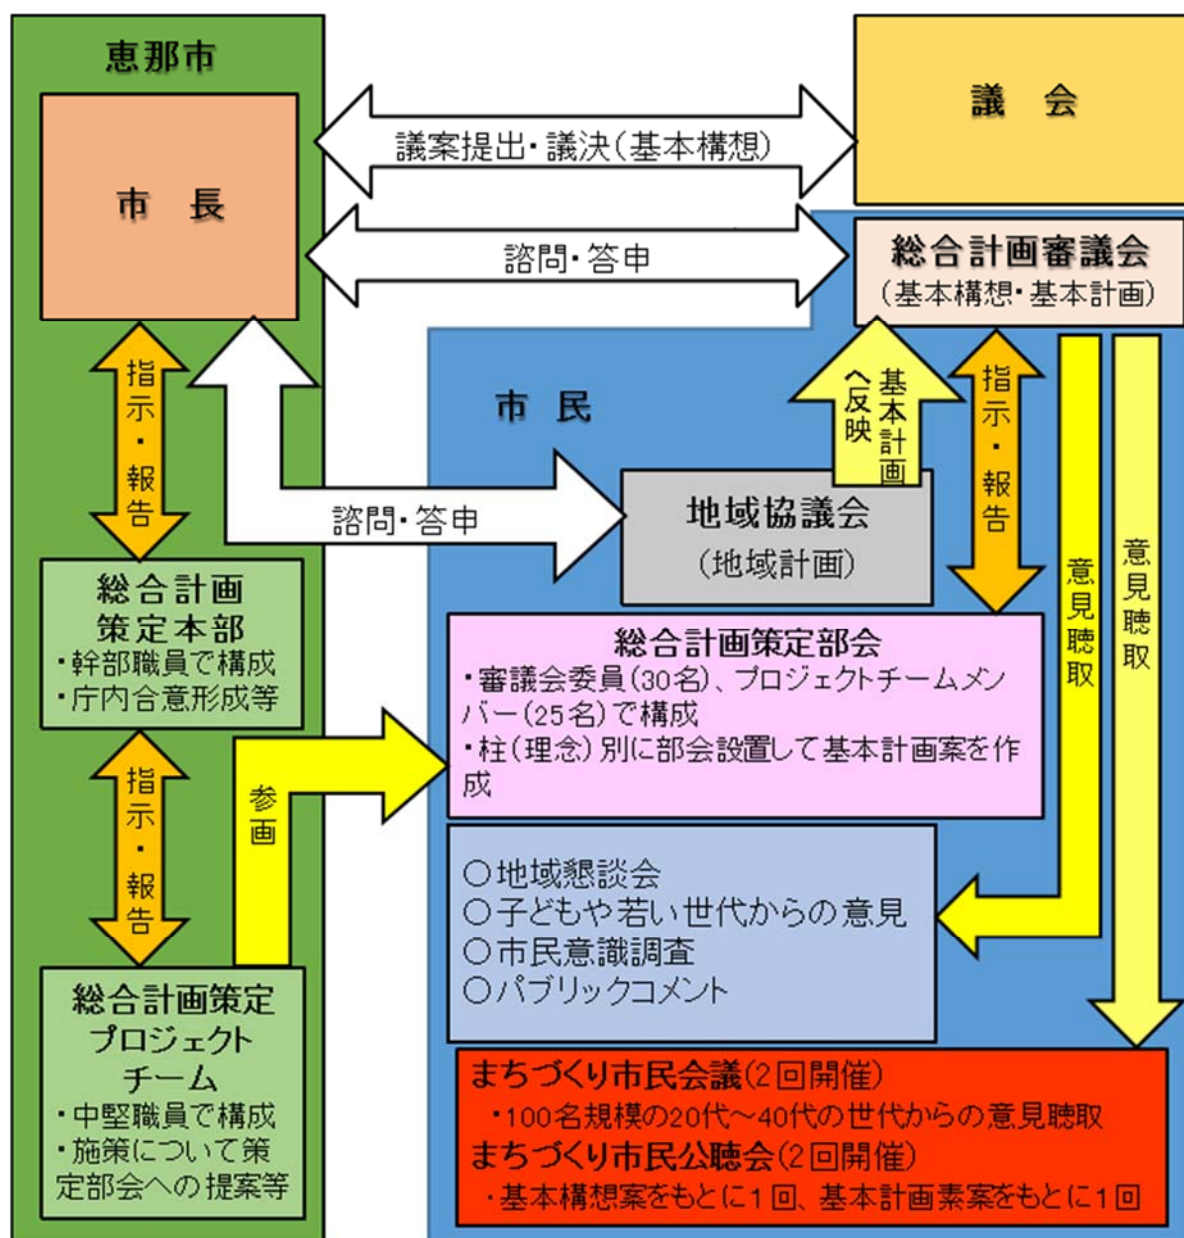 恵那市
市　長
議案提出・議決(基本構想)
議　会
諮問・答申
総合計画審議会
(基本構想・基本計画)
指示・報告
市 民
基本計画
へ反映
指示・報告
諮問・答申
地域協議会
(地域計画)
意見聴取
意見聴取
総合計画
策定本部
・幹部職員で構成
・庁内合意形成等
総合計画策定部会
・審議会委員(30名)、プロジェクトチームメン
バー(25名)で構成
・柱(理念)別に部会設置して基本計画案を作
成
指示・報告
参画
○地域懇談会
○子どもや若い世代からの意見
○市民意識調査
○パブリックコメント
総合計画策定
プロジェクト
チーム
・中堅職員で構成
・施策について策
定部会への提案等
まちづくり市民会議(2回開催)
・100名規模の20代～40代の世代からの意見聴取
まちづくり市民公聴会(2回開催)
・基本構想案をもとに1回、基本計画素案をもとに1回